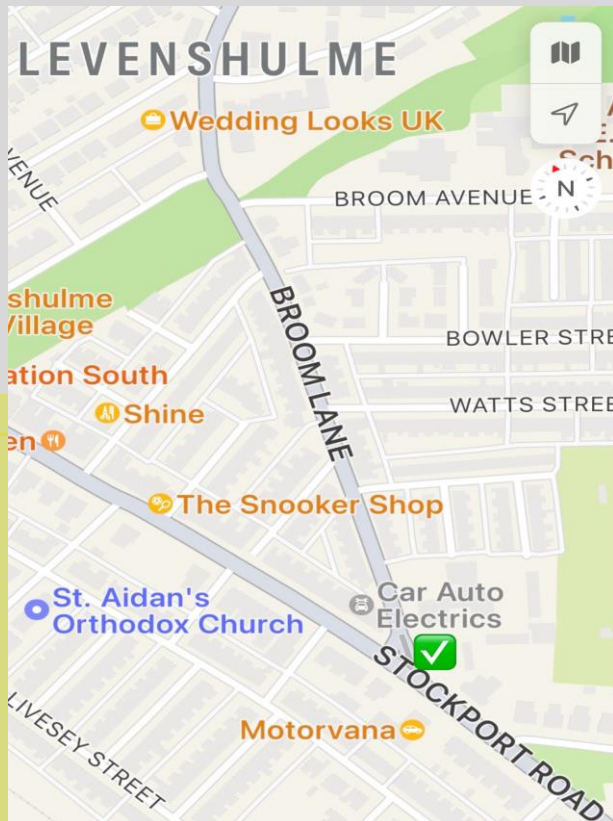 LEVENSHULME
Wedding Looks UK
VENUE
Sch
N
BROOM AVENUE
shulme
Village
BROOM LANE
BOWLER STRE
ation South
Shine
WATTS STREE
en
The Snooker Shop
St. Aidan's
Orthodox Church
Car Auto
Electrics
STOCKPORT ROAD
Motorvana
LIVESEY STREET